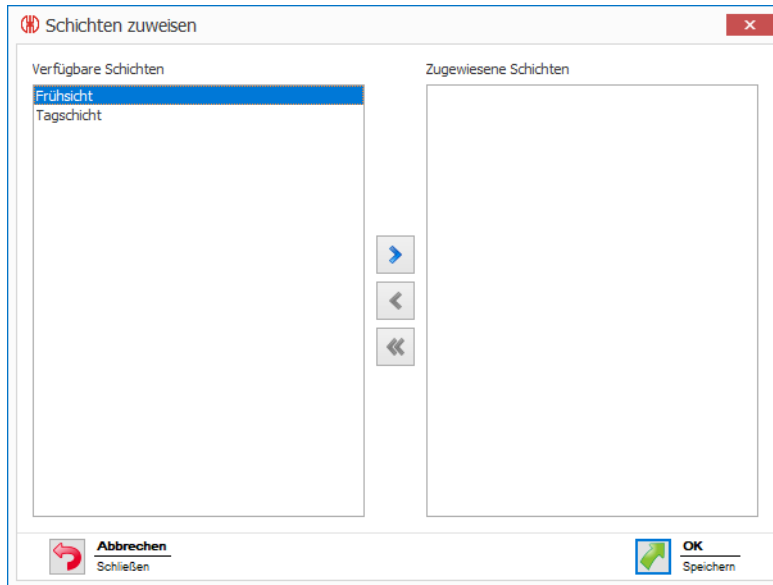 Schichten zuweisen
Verfügbare Schichten
Frühsicht
Tagschicht
Zugewiesene Schichten
Abbrechen
Schließen
OK
Speichern